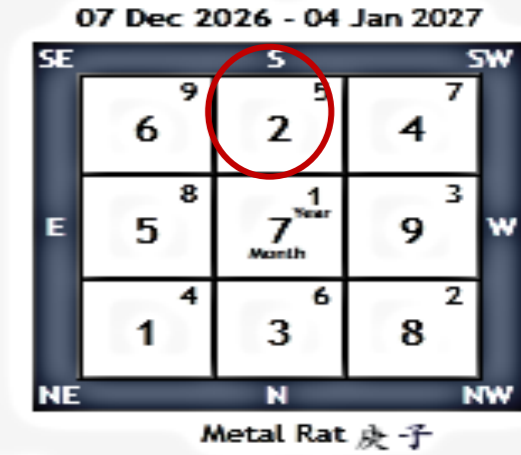 07 Dec 2026 - 04 Jan 2027
SE S SW
9 5 7
6 2 4
8 1 3
Year
E 5 7 9 W
Month
4 6 2
1 3 8
NE N NW
Metal Rat 庚-子